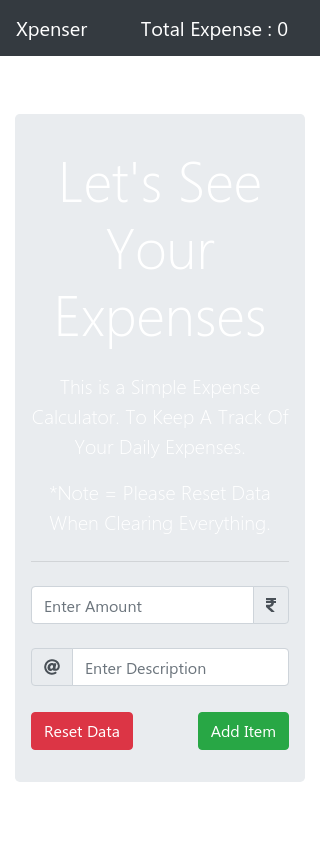 Xpenser Total Expense : 0
Let's See
Your
Expenses
This is a Simple Expense
Calculator. To Keep A Track Of
Your Daily Expenses.
*Note = Please Reset Data
When Clearing Everything.
Enter Amount ₹
@ Enter Description
Reset Data Add Item